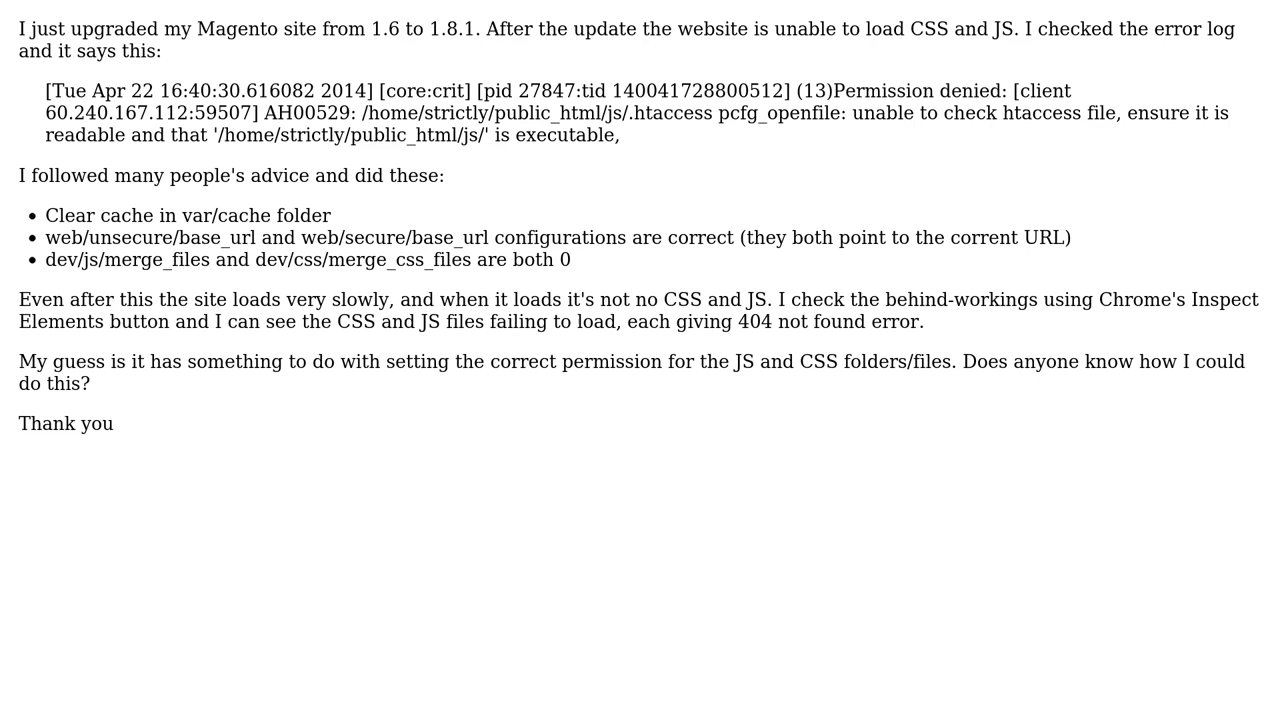 I just upgraded my Magento site from 1.6 to 1.8.1. After the update the website is unable to load CSS and JS. I checked the error log
and it says this:
[Tue Apr 22 16:40:30.616082 2014] [core:crit] [pid 27847:tid 140041728800512] (13)Permission denied: [client
60.240.167.112:59507] AH00529: /home/strictly/public_html/js/.htaccess pcfg_openfile: unable to check htaccess file, ensure it is
readable and that '/home/strictly/public_html/js/' is executable,
I followed many people's advice and did these:
• Clear cache in var/cache folder
• web/unsecure/base_url and web/secure/base_url configurations are correct (they both point to the corrent URL)
• dev/js/merge_files and dev/css/merge_css_files are both 0
Even after this the site loads very slowly, and when it loads it's not no CSS and JS. I check the behind-workings using Chrome's Inspect
Elements button and I can see the CSS and JS files failing to load, each giving 404 not found error.
My guess is it has something to do with setting the correct permission for the JS and CSS folders/files. Does anyone know how I could
do this?
Thank you